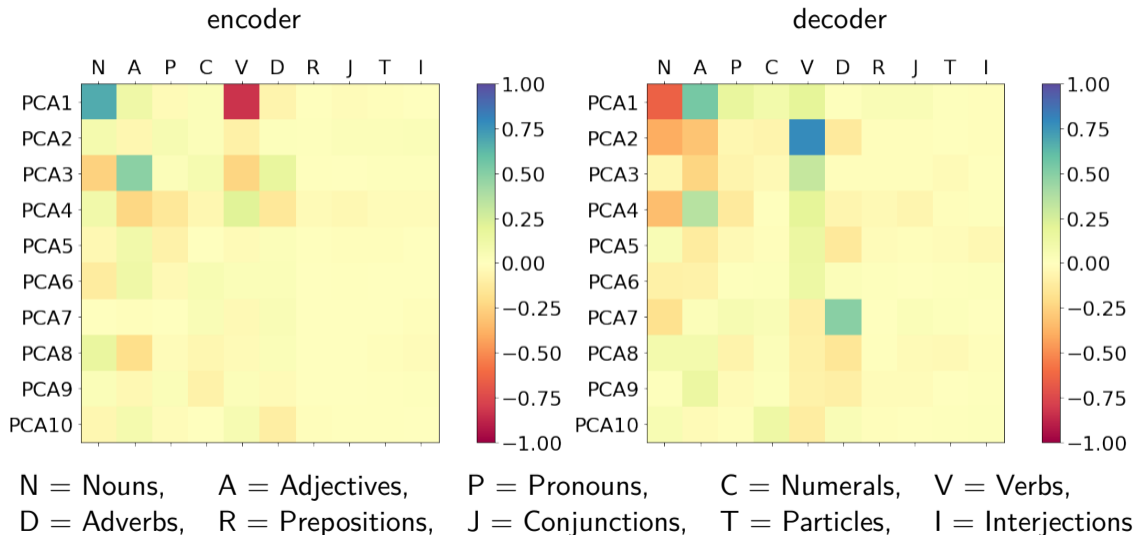 encoder decoder
N A P C V D R J T I N A P C V D R J T I
PCA1 1.00 PCA1 1.00
PCA2 0.75 PCA2 0.75
PCA3 0.50 PCA3 0.50
PCA4 0.25 PCA4 0.25
PCA5 0.00 PCA5 0.00
PCA6 PCA6
PCA7 −0.25 PCA7 −0.25
PCA8 −0.50 PCA8 −0.50
PCA9 −0.75 PCA9 −0.75
PCA10 −1.00 PCA10 −1.00
N = Nouns, A = Adjectives, P = Pronouns, C = Numerals, V = Verbs,
D = Adverbs, R = Prepositions, J = Conjunctions, T = Particles, I = Interjections